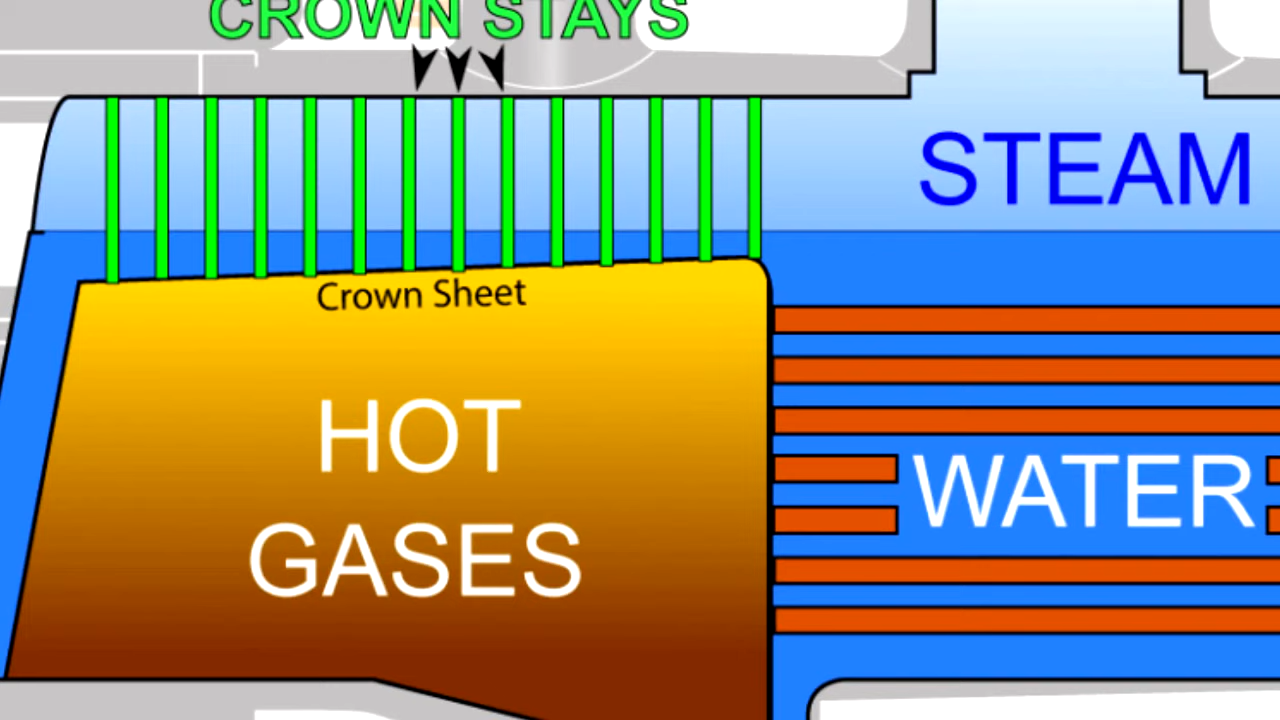 CROWN STAYS
STEAM
Crown Sheet
HOT
GASES
WATER